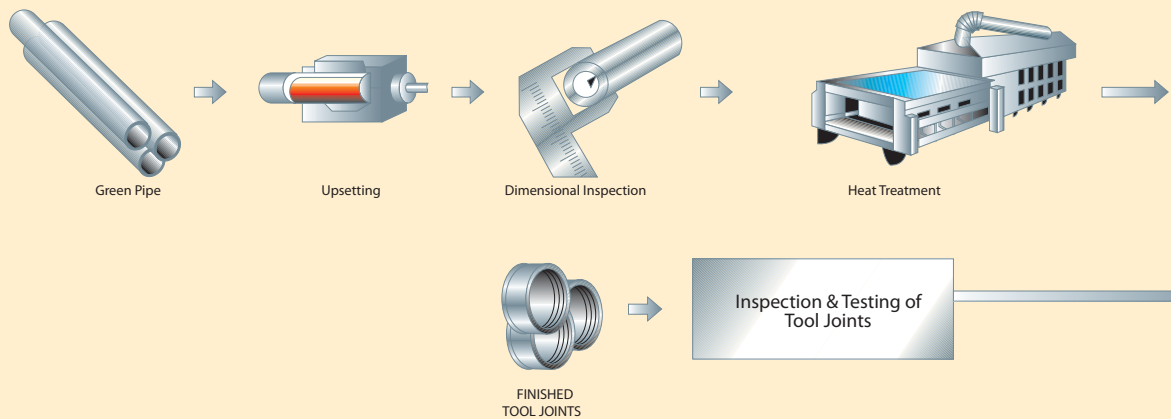 Green Pipe
Upsetting
Dimensional Inspection
Heat Treatment
Inspection & Testing of
Tool Joints
FINISHED
TOOL JOINTS